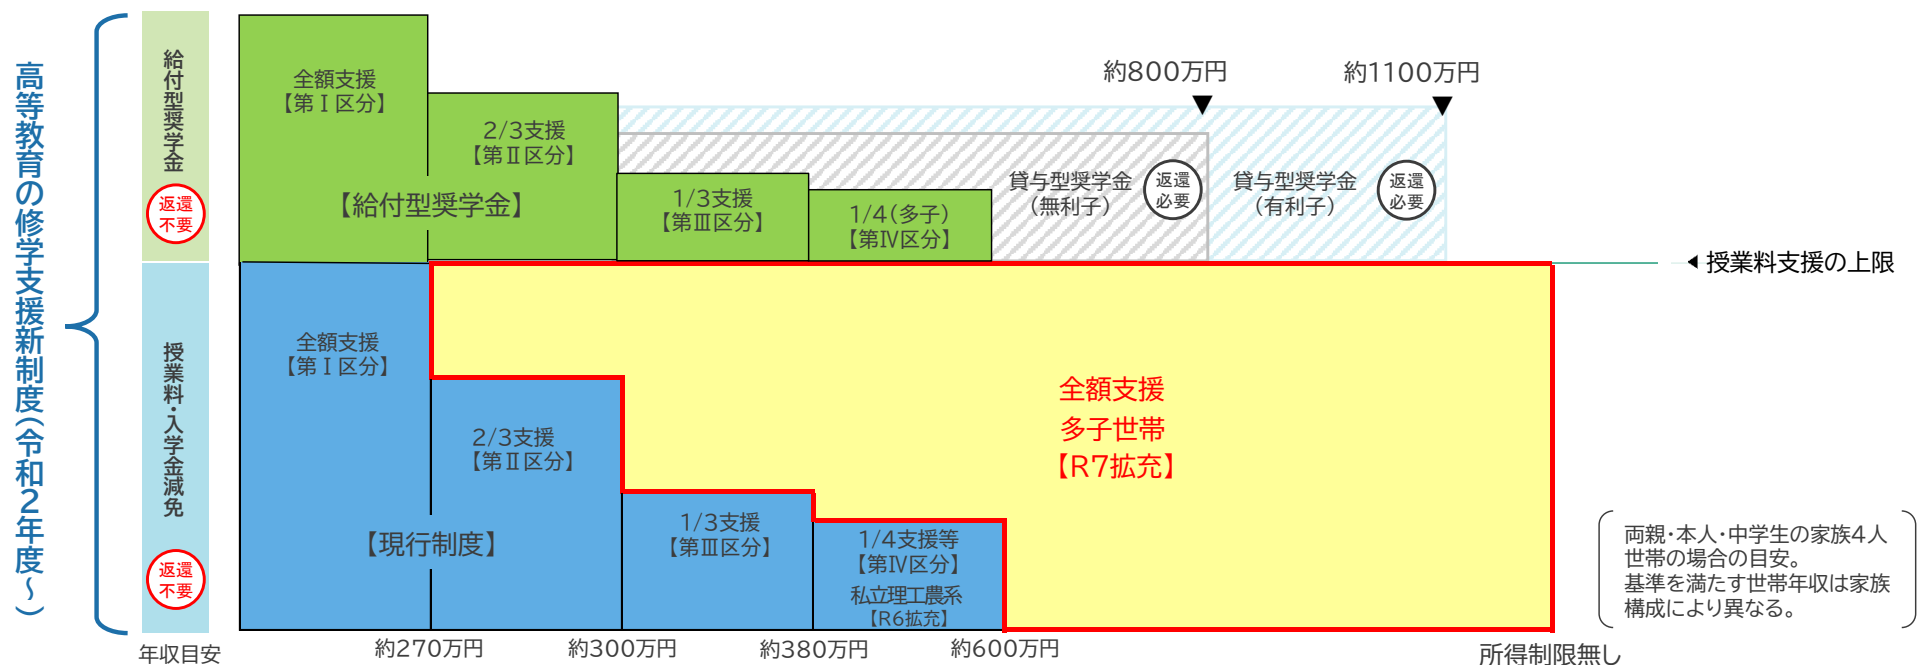 高等教育の修学支援新制度(令和2年度～)
給付型奨学金
返還
不要
授業料・入学金減免
返還
不要
全額支援
【第Ⅰ区分】
2/3支援
【第Ⅱ区分】
【給付型奨学金】
1/3支援
【第Ⅲ区分】
1/4(多子)
【第Ⅳ区分】
約800万円
約1100万円
貸与型奨学金
(無利子)
返還
必要
貸与型奨学金
(有利子)
返還
必要
授業料支援の上限
全額支援
【第Ⅰ区分】
2/3支援
【第Ⅱ区分】
【現行制度】
1/3支援
【第Ⅲ区分】
1/4支援等
【第Ⅳ区分】
私立理工農系
【R6拡充】
全額支援
多子世帯
【R7拡充】
両親・本人・中学生の家族4人
世帯の場合の目安。
基準を満たす世帯年収は家族
構成により異なる。
年収目安
約270万円
約300万円
約380万円
約600万円
所得制限無し